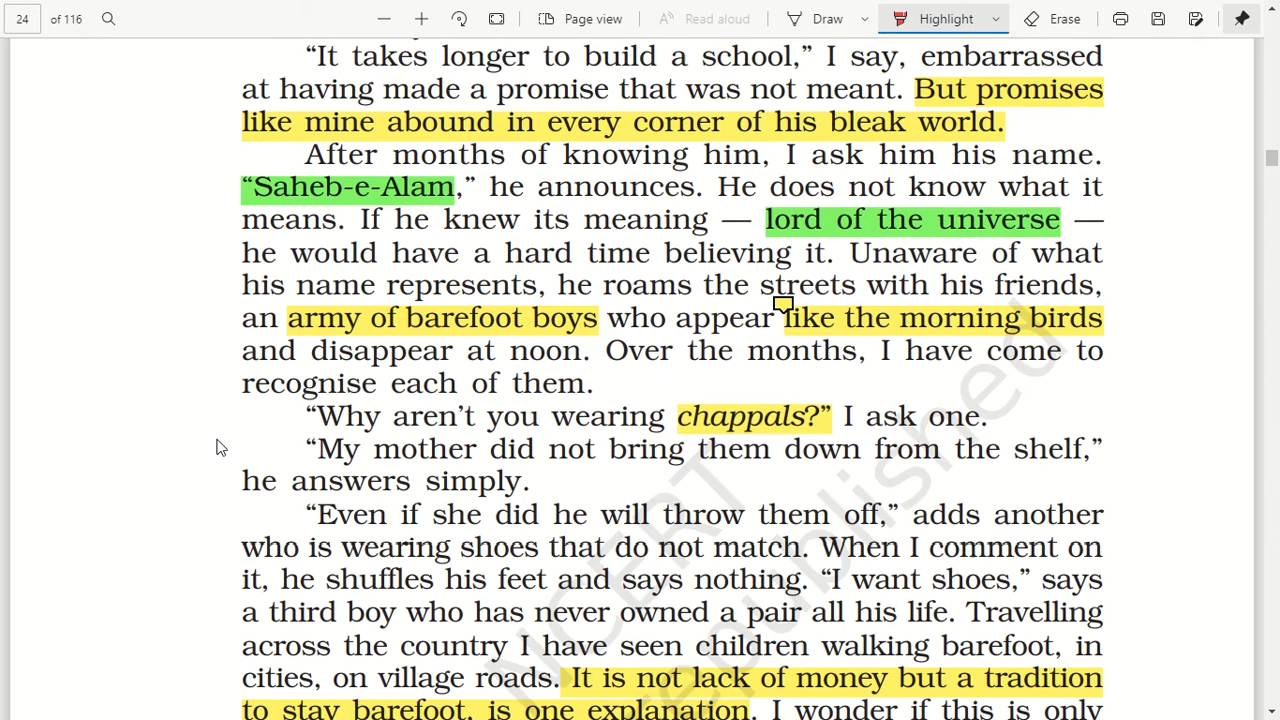 24 of 116 Page view Read aloud Draw Highlight Erase
“It takes longer to build a school,” I say, embarrassed
at having made a promise that was not meant. But promises
like mine abound in every corner of his bleak world.
After months of knowing him, I ask him his name.
“Saheb-e-Alam,” he announces. He does not know what it
means. If he knew its meaning — lord of the universe —
he would have a hard time believing it. Unaware of what
his name represents, he roams the streets with his friends,
an army of barefoot boys who appear like the morning birds
and disappear at noon. Over the months, I have come to
recognise each of them.
“Why aren’t you wearing chappals?” I ask one.
“My mother did not bring them down from the shelf,”
he answers simply.
“Even if she did he will throw them off,” adds another
who is wearing shoes that do not match. When I comment on
it, he shuffles his feet and says nothing. “I want shoes,” says
a third boy who has never owned a pair all his life. Travelling
across the country I have seen children walking barefoot, in
cities, on village roads. It is not lack of money but a tradition
to stay barefoot, is one explanation. I wonder if this is only
NCERT
republished